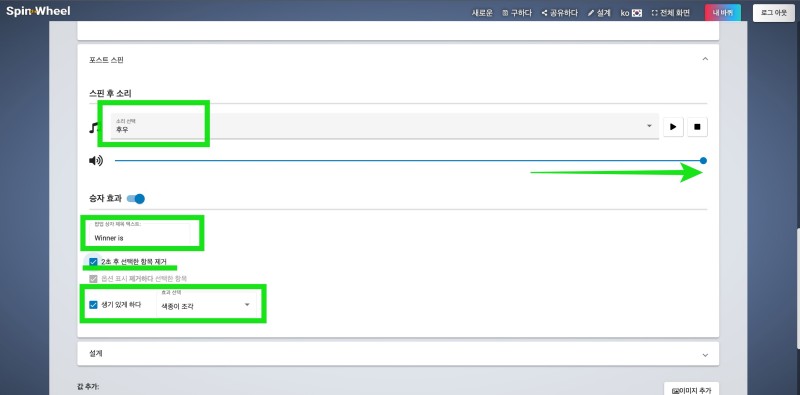 Spin Wheel
새로운 구하다 공유하다 설계 ko 전체 화면 내 바퀴 로그 아웃
포스트 스핀
스핀 후 소리
소리 선택
후우
승자 효과
팝업 상자 제목 텍스트:
Winner is
2초 후 선택한 항목 제거
옵션 표시 제거하다 선택한 항목
생기 있게 하다
효과 선택
색종이 조각
설계
값 추가:
이미지 추가